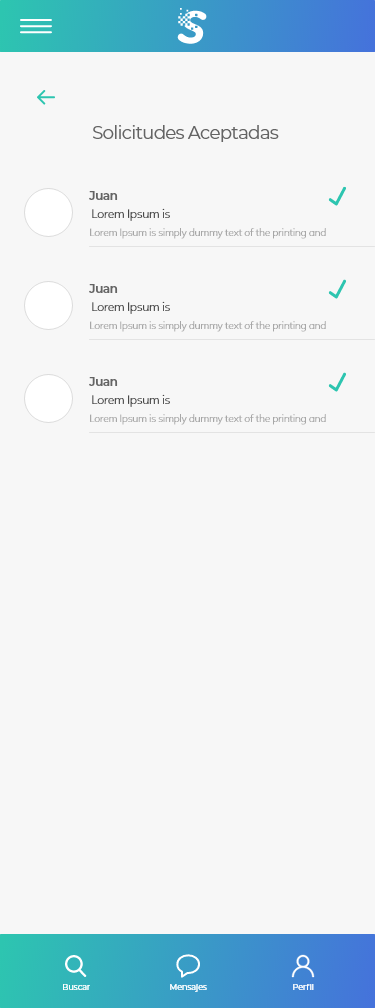 Solicitudes Aceptadas
Juan
Lorem Ipsum is
Lorem Ipsum is simply dummy text of the printing and
Juan
Lorem Ipsum is
Lorem Ipsum is simply dummy text of the printing and
Juan
Lorem Ipsum is
Lorem Ipsum is simply dummy text of the printing and
Buscar Mensajes Perfil